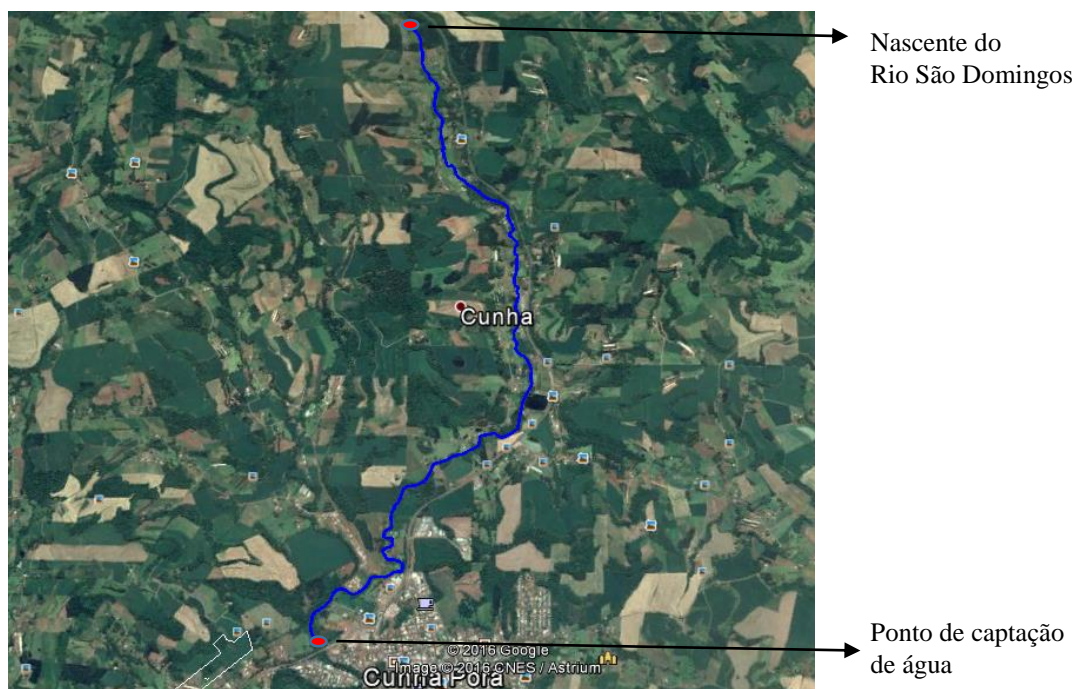 Nascente do
Rio São Domingos
Cunha
Ponto de captação
de água
© 2016 Google
Image © 2016 CNES / Astrium
Cunha Porã